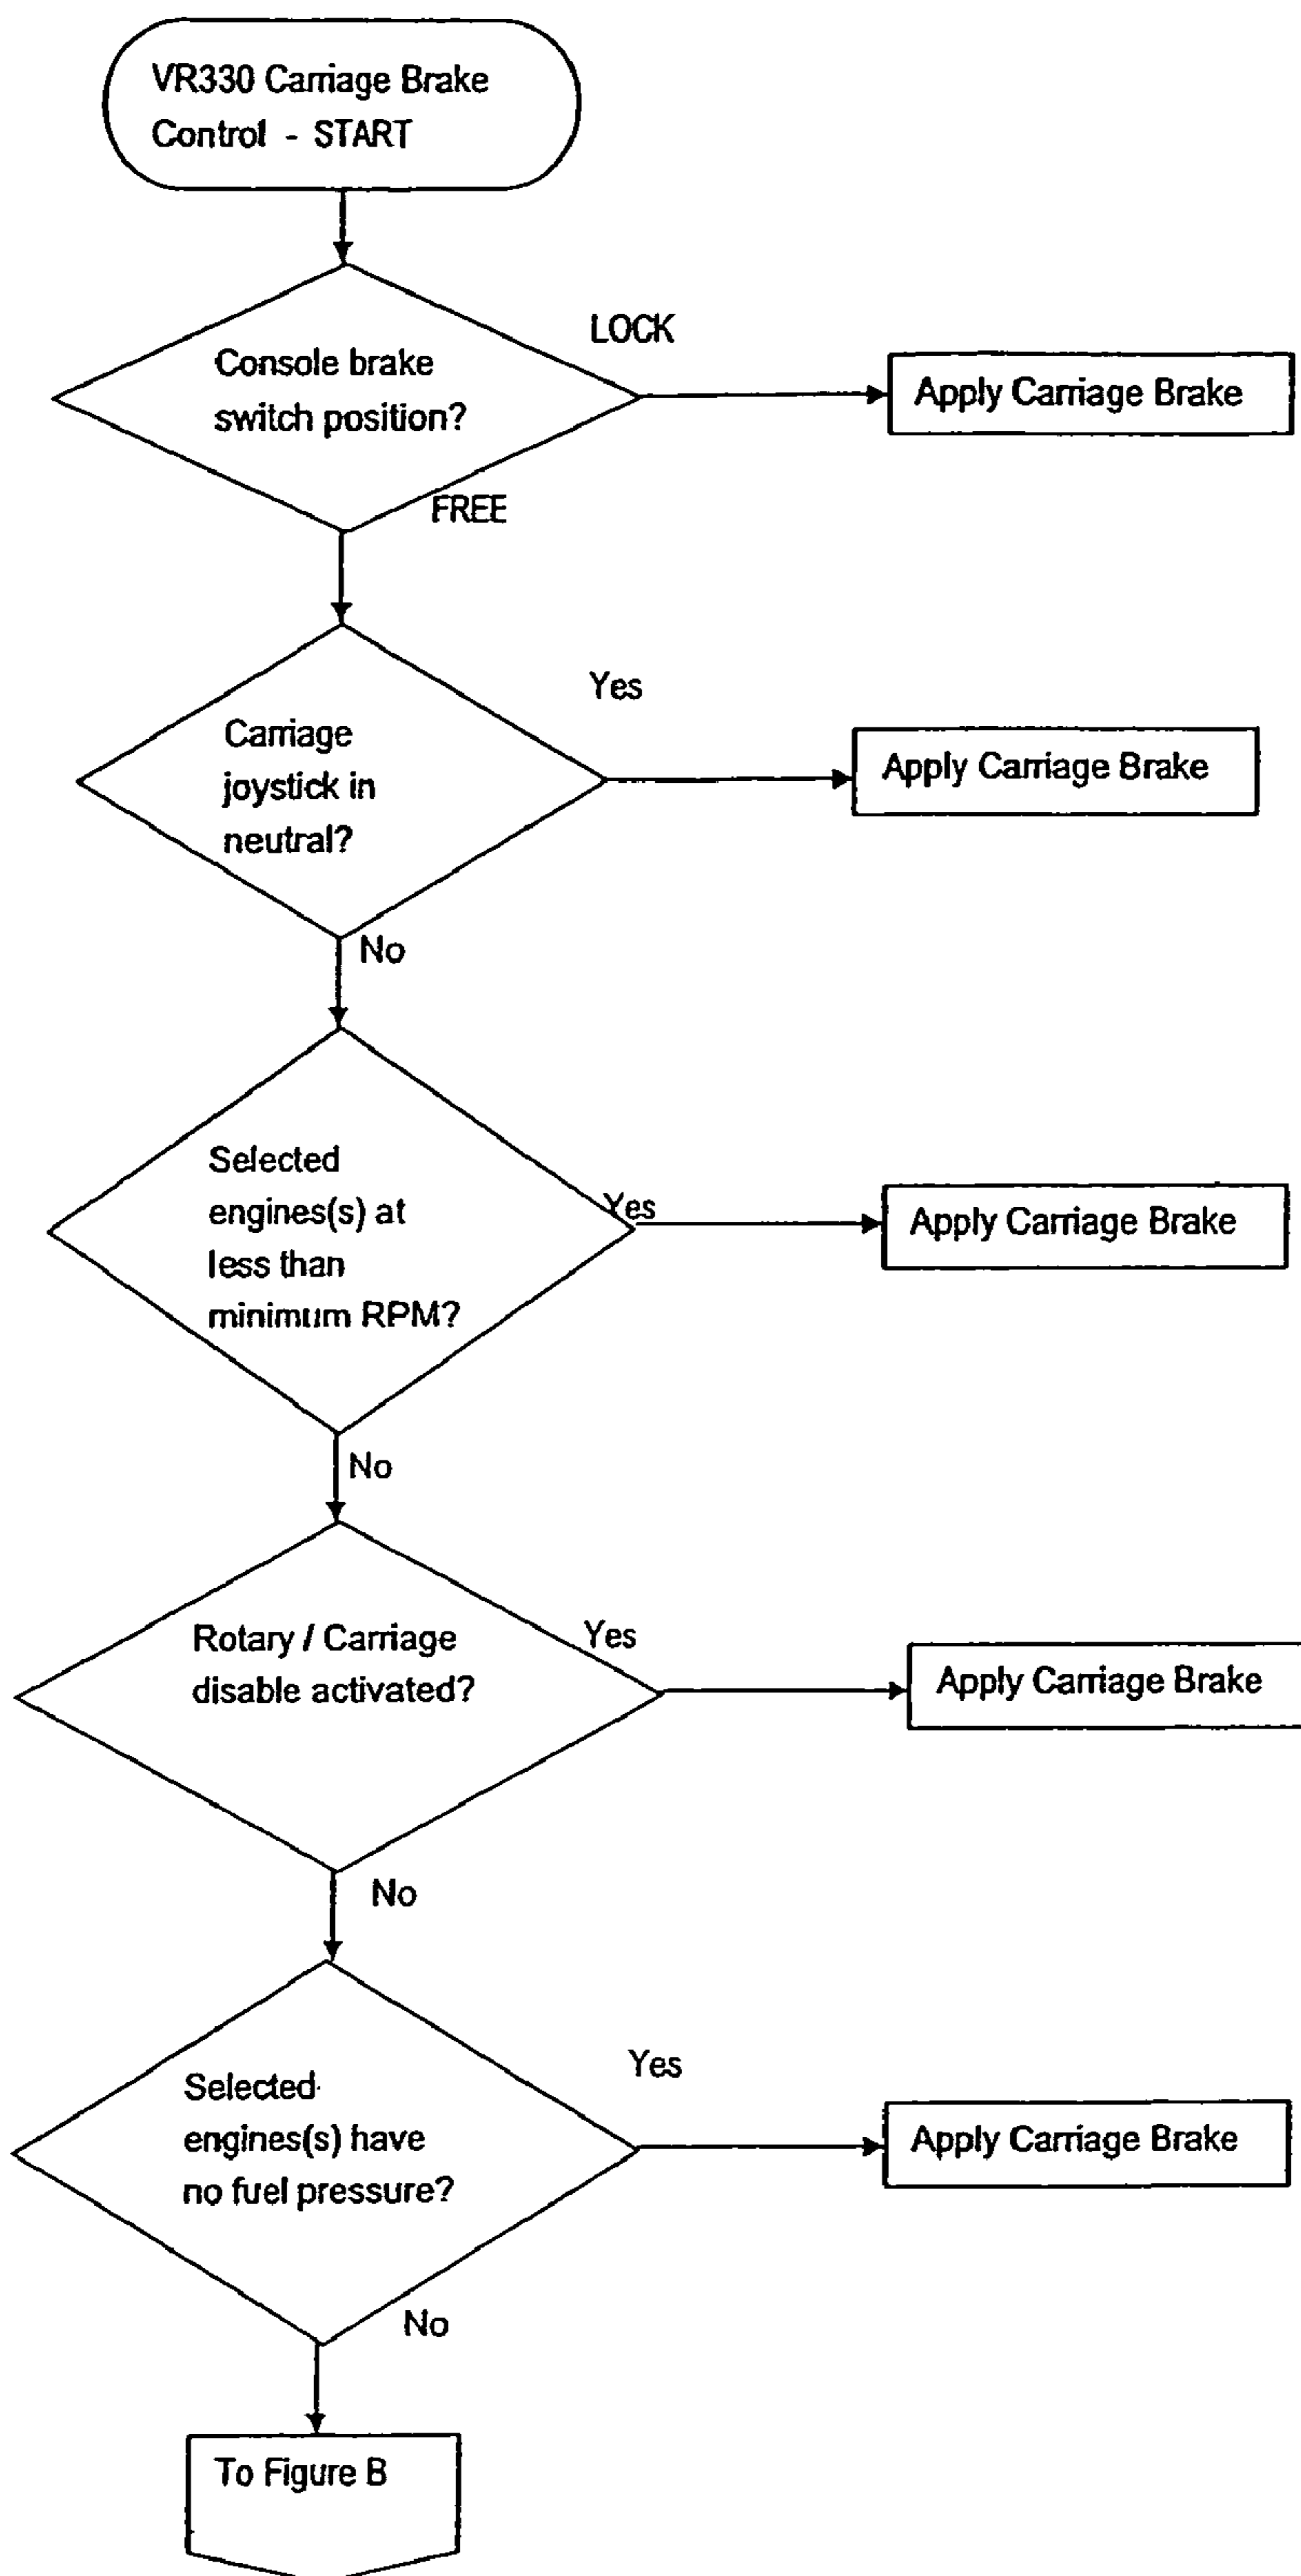 VR330 Carriage Brake
Control - START
Console brake
switch position?
LOCK
Apply Carriage Brake
FREE
Carriage
joystick in
neutral?
Yes
Apply Carriage Brake
No
Selected
engines(s) at
less than
minimum RPM?
Yes
Apply Carriage Brake
No
Rotary / Carriage
disable activated?
Yes
Apply Carriage Brake
No
Selected
engines(s) have
no fuel pressure?
Yes
Apply Carriage Brake
No
To Figure B